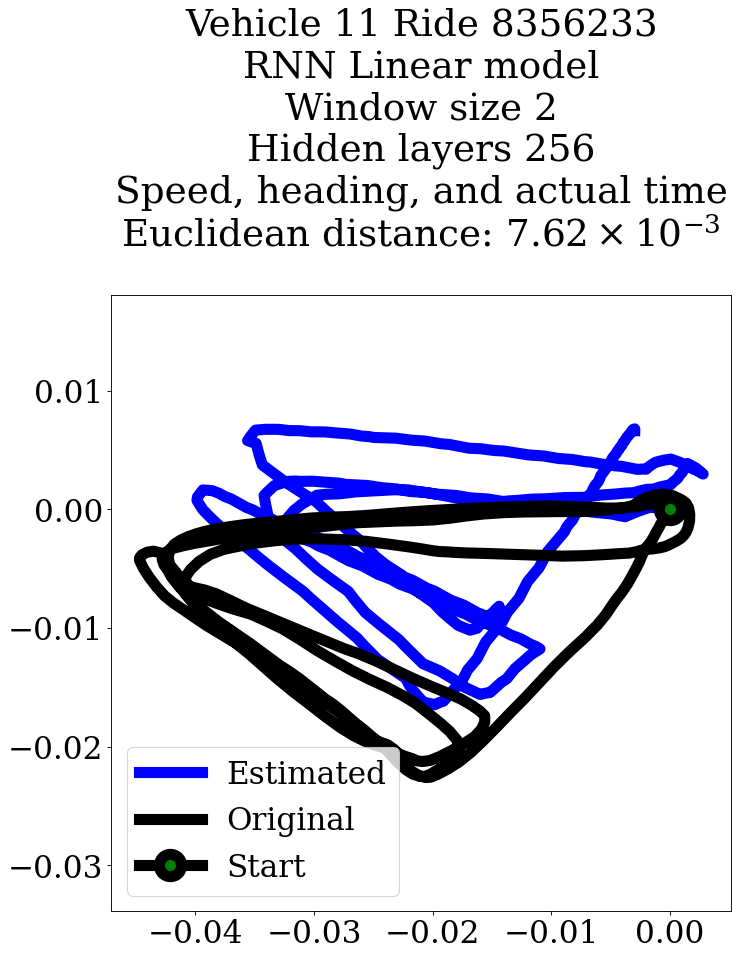 Vehicle 11 Ride 8356233
RNN Linear model
Window size 2
Hidden layers 256
Speed, heading, and actual time
Euclidean distance: 7.62 × 10⁻³
0.01
0.00
−0.01
−0.02
−0.03
Estimated
Original
Start
−0.04 −0.03 −0.02 −0.01 0.00